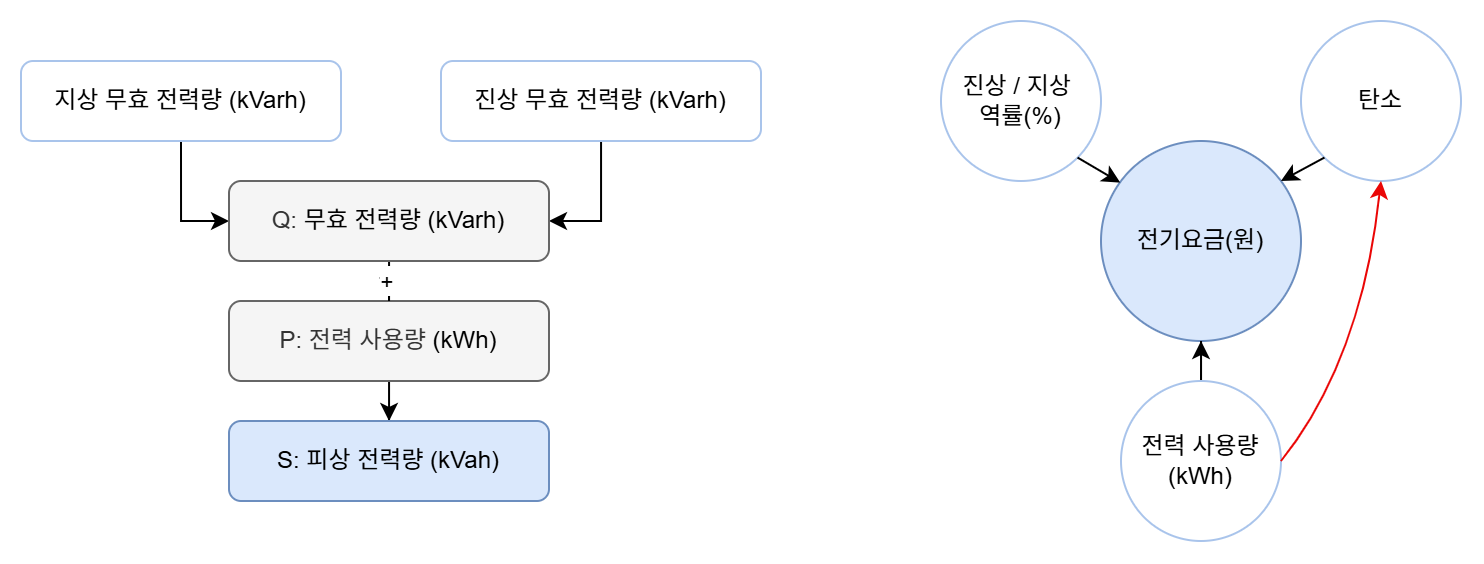 지상 무효 전력량 (kVarh)
진상 무효 전력량 (kVarh)
Q: 무효 전력량 (kVarh)
+
P: 전력 사용량 (kWh)
S: 피상 전력량 (kVah)
진상 / 지상
역률(%)
탄소
전기요금(원)
전력 사용량
(kWh)